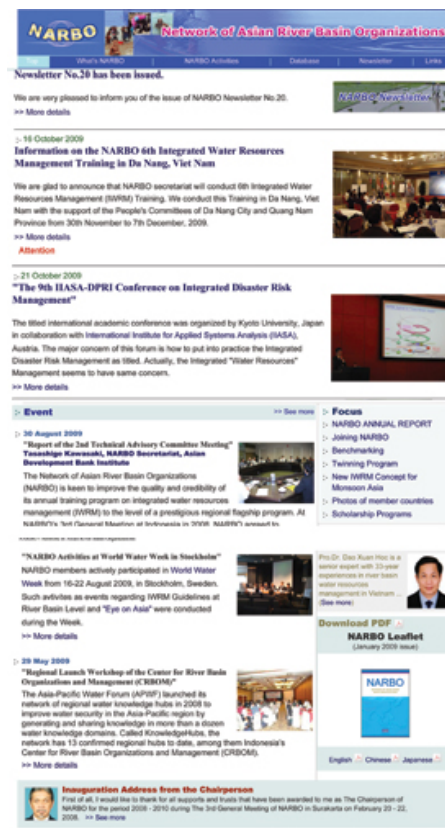 NARBO
Network of Asian River Basin Organizations
Top | What's NARBO | NARBO Activities | Database | Newsletter | Links
Newsletter No.20 has been issued.
We are very pleased to inform you of the issue of NARBO Newsletter No.20.
>> More details
NARBO Newsletter
16 October 2009
Information on the NARBO 6th Integrated Water Resources
Management Training in Da Nang, Viet Nam
We are glad to announce that NARBO secretariat will conduct 6th Integrated Water
Resources Management (IWRM) Training. We conduct this Training in Da Nang, Viet
Nam with the support of the People's Committees of Da Nang City and Quang Nam
Province from 30th November to 7th December, 2009.
>> More details
Attention
21 October 2009
"The 9th IIASA-DPRI Conference on Integrated Disaster Risk
Management"
The titled international academic conference was organized by Kyoto University, Japan
in collaboration with International Institute for Applied Systems Analysis (IIASA),
Austria. The major concern of this forum is how to put into practice the Integrated
Disaster Risk Management as titled. Actually, the Integrated "Water Resources"
Management seems to have same concern.
>> More details
Event
>> See more
30 August 2009
"Report of the 2nd Technical Advisory Committee Meeting"
Tasashige Kawasaki, NARBO Secretariat, Asian
Development Bank Institute
The Network of Asian River Basin Organizations
(NARBO) is keen to improve the quality and credibility of
its annual training program on integrated water resources
management (IWRM) to the level of a prestigious regional flagship program. At
NARBO's 3rd General Meeting at Indonesia in 2008, NARBO agreed to
Focus
NARBO ANNUAL REPORT
Joining NARBO
Benchmarking
Twinning Program
New IWRM Concept for
Monsoon Asia
Photos of member countries
Scholarship Programs
"NARBO Activities at World Water Week in Stockholm"
NARBO members actively participated in World Water
Week from 16-22 August 2009, in Stockholm, Sweden.
Such avitivites as events regarding IWRM Guidelines at
River Basin Level and "Eye on Asia" were conducted
during the Week.
>> More details
29 May 2009
"Regional Launch Workshop of the Center for River Basin
Organizations and Management (CRBOM)"
The Asia-Pacific Water Forum (APWF) launched its
network of regional water knowledge hubs in 2008 to
improve water security in the Asia-Pacific region by
generating and sharing knowledge in more than a dozen
water knowledge domains. Called KnowledgeHubs, the
network has 13 confirmed regional hubs to date, among them Indonesia's
Center for River Basin Organizations and Management (CRBOM).
>> More details
Pro.Dr. Dao Xuan Hoc is a
senior expert with 33-year
experiences in river basin
water resources
management in Vietnam ...
(See more)
Download PDF
NARBO Leaflet
(January 2009 issue)
NARBO
English Chinese Japanese
Inauguration Address from the Chairperson
First of all, I would like to thank for all supports and trusts that have been awarded to me as The Chairperson of
NARBO for the period 2008 - 2010 during The 3rd General Meeting of NARBO in Surakarta on February 20 - 22,
2008. >> See more